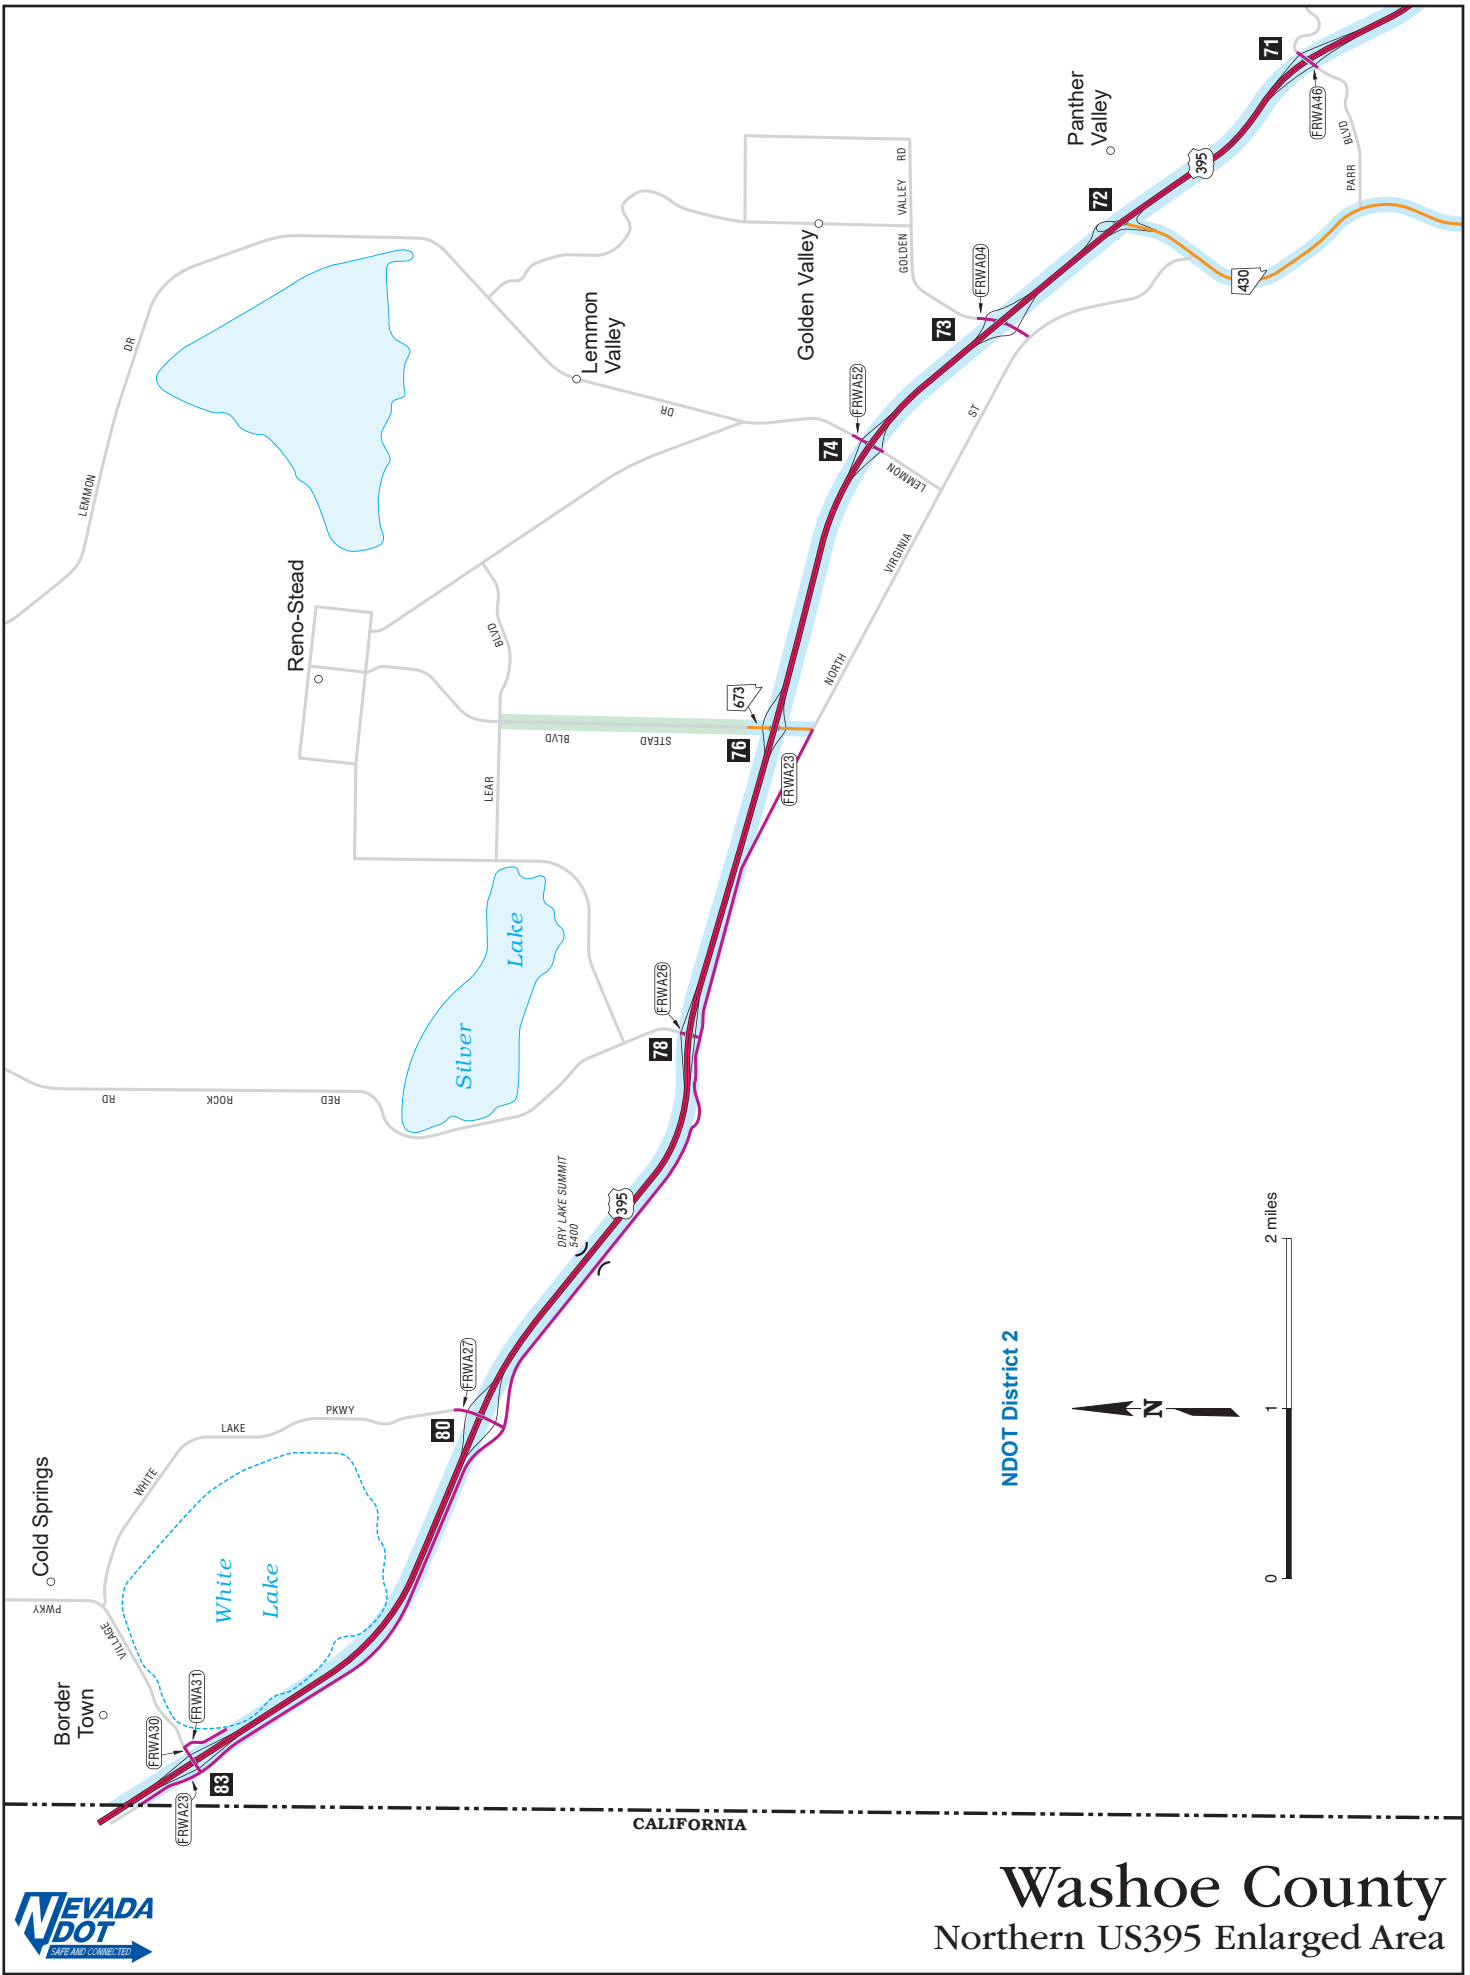 71
FRWA46
BLVD
PARR
Panther
Valley
395
72
430
RD
VALLEY
GOLDEN
Golden Valley
FRWA04
73
Lemmon
Valley
DR
LEMMON
DR
FRWA52
74
LEMMON
ST
VIRGINIA
NORTH
Reno-Stead
BLVD
LEAR
STEAD
BLVD
673
76
FRWA23
Silver
Lake
FRWA26
78
RED
ROCK
RD
DRY LAKE SUMMIT
5400
395
FRWA27
80
WHITE
LAKE
PKWY
Cold Springs
White
Lake
VILLAGE
PWKY
Border
Town
FRWA30
FRWA31
FRWA23
83
CALIFORNIA
NDOT District 2
N
0
1
2 miles
NEVADA
DOT
SAFE AND CONNECTED
Washoe County
Northern US395 Enlarged Area